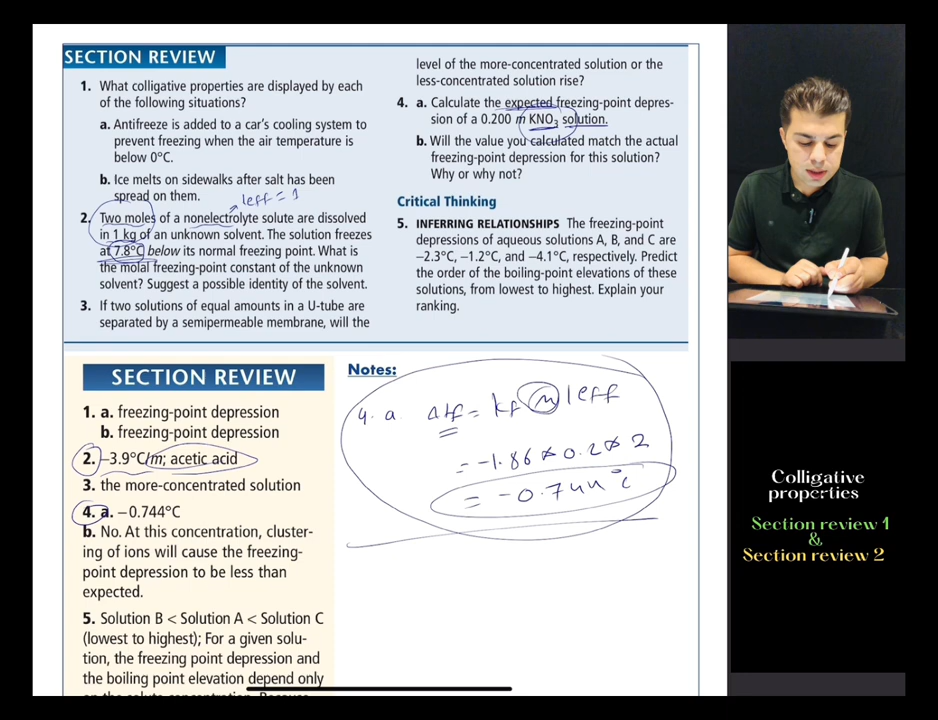 SECTION REVIEW
1. What colligative properties are displayed by each
of the following situations?
a. Antifreeze is added to a car's cooling system to
prevent freezing when the air temperature is
below 0°C.
b. Ice melts on sidewalks after salt has been
spread on them.
ieff = 1
2. Two moles of a nonelectrolyte solute are dissolved
in 1 kg of an unknown solvent. The solution freezes
at 7.8°C below its normal freezing point. What is
the molal freezing-point constant of the unknown
solvent? Suggest a possible identity of the solvent.
3. If two solutions of equal amounts in a U-tube are
separated by a semipermeable membrane, will the
level of the more-concentrated solution or the
less-concentrated solution rise?
4. a. Calculate the expected freezing-point depres-
sion of a 0.200 m KNO₃ solution.
b. Will the value you calculated match the actual
freezing-point depression for this solution?
Why or why not?
Critical Thinking
5. INFERRING RELATIONSHIPS The freezing-point
depressions of aqueous solutions A, B, and C are
−2.3°C, −1.2°C, and −4.1°C, respectively. Predict
the order of the boiling-point elevations of these
solutions, from lowest to highest. Explain your
ranking.
SECTION REVIEW
1. a. freezing-point depression
b. freezing-point depression
2. −3.9°C/m; acetic acid
3. the more-concentrated solution
4. a. −0.744°C
b. No. At this concentration, cluster-
ing of ions will cause the freezing-
point depression to be less than
expected.
5. Solution B < Solution A < Solution C
(lowest to highest); For a given solu-
tion, the freezing point depression and
the boiling point elevation depend only
Notes:
4. a. Δtf = kf m ieff
= -1.86 * 0.2 * 2
= -0.744 °C
Colligative
properties
Section review 1
&
Section review 2